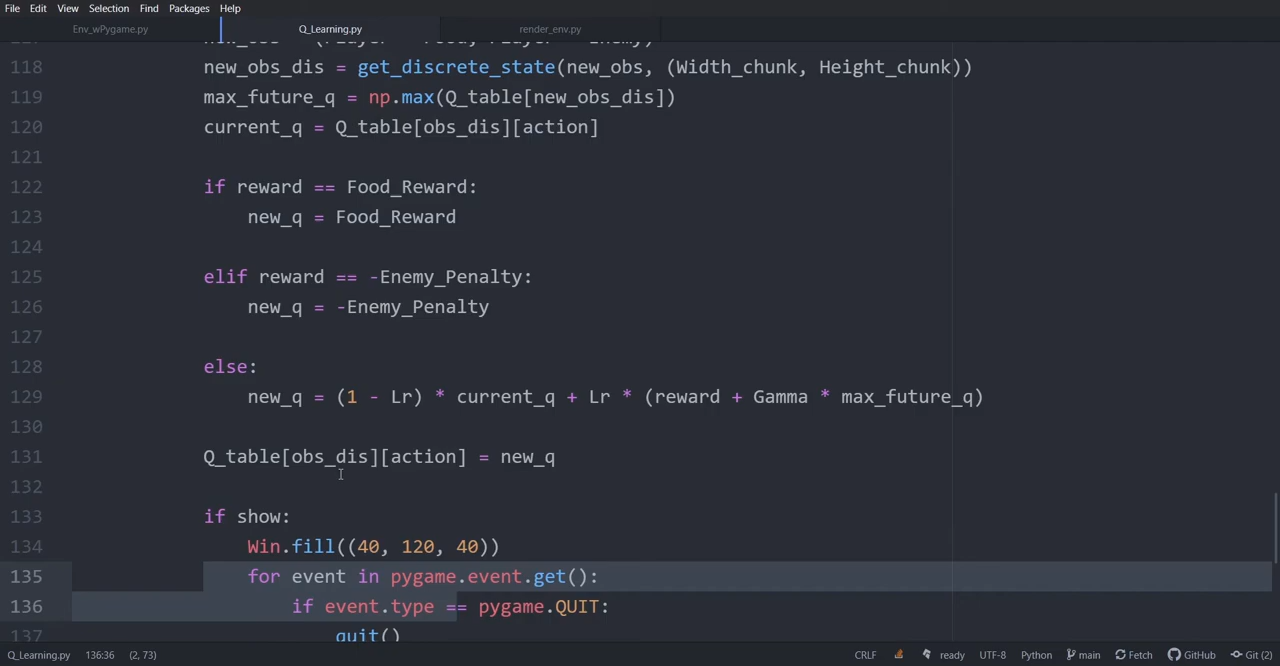 File Edit View Selection Find Packages Help
Env_wPygame.py Q_Learning.py render_env.py
118 new_obs_dis = get_discrete_state(new_obs, (Width_chunk, Height_chunk))
119 max_future_q = np.max(Q_table[new_obs_dis])
120 current_q = Q_table[obs_dis][action]
121
122 if reward == Food_Reward:
123 new_q = Food_Reward
124
125 elif reward == -Enemy_Penalty:
126 new_q = -Enemy_Penalty
127
128 else:
129 new_q = (1 - Lr) * current_q + Lr * (reward + Gamma * max_future_q)
130
131 Q_table[obs_dis][action] = new_q
132
133 if show:
134 Win.fill((40, 120, 40))
135 for event in pygame.event.get():
136 if event.type == pygame.QUIT:
137 quit()
Q_Learning.py 136:36 (2, 73) CRLF ready UTF-8 Python main Fetch GitHub Git (2)